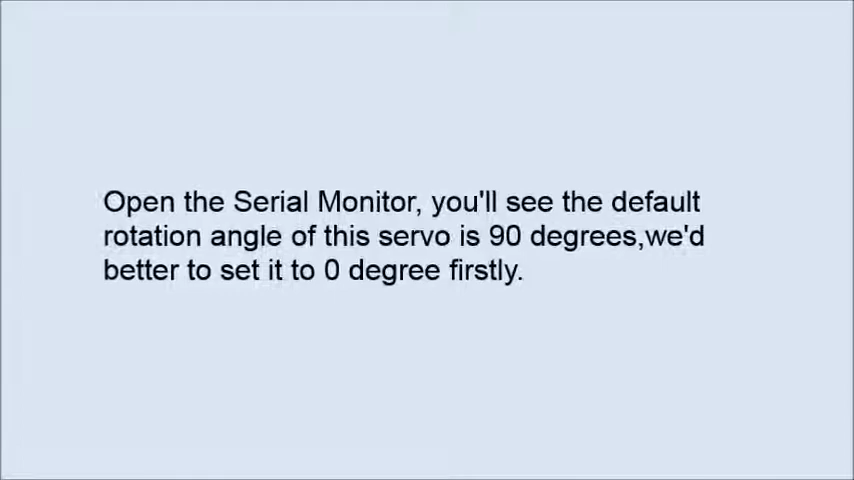 Open the Serial Monitor, you'll see the default
rotation angle of this servo is 90 degrees,we'd
better to set it to 0 degree firstly.